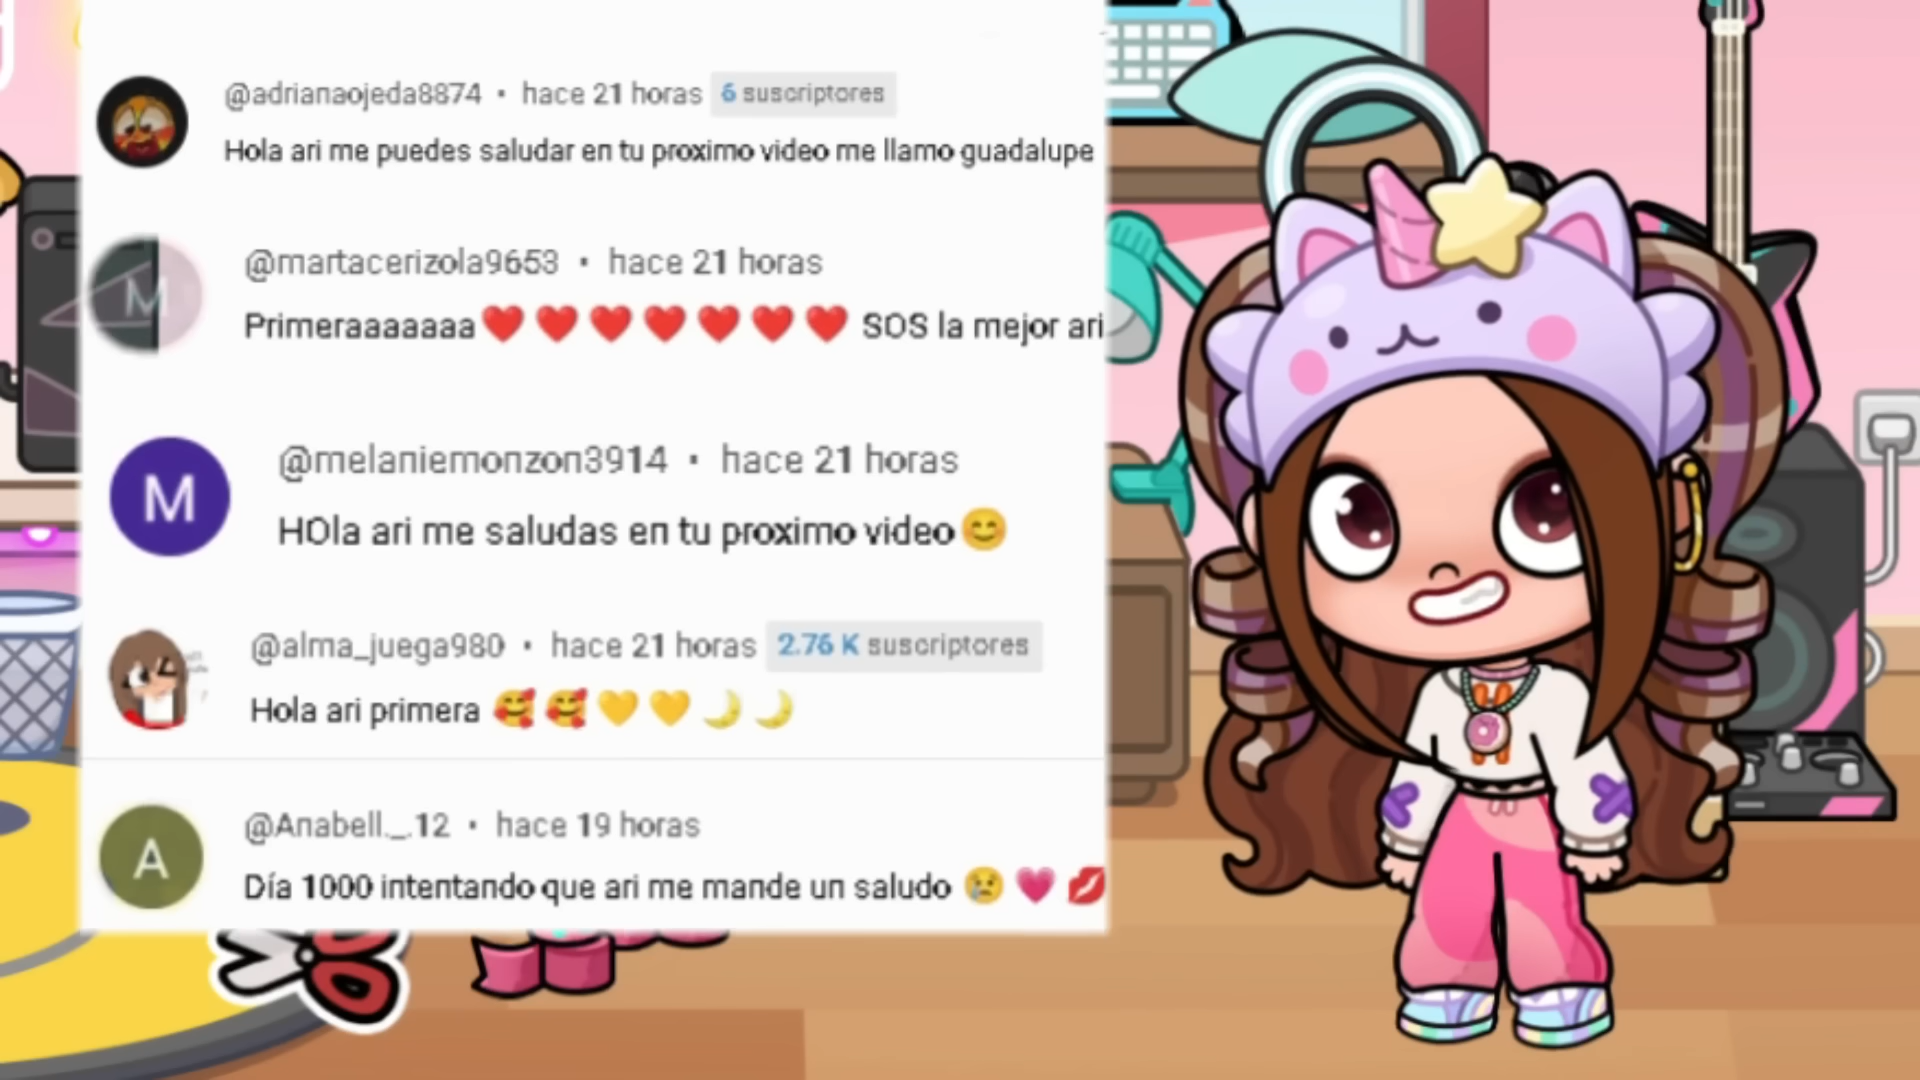 @adrianaojeda8874 • hace 21 horas 6 suscriptores
Hola ari me puedes saludar en tu proximo video me llamo guadalupe
M
@martacerizola9653 • hace 21 horas
Primeraaaaaaa❤️❤️❤️❤️❤️❤️❤️ SOS la mejor ari
M
@melaniemonzon3914 • hace 21 horas
HOla ari me saludas en tu proximo video😊
@alma_juega980 • hace 21 horas 2.76 K suscriptores
Hola ari primera 🥰🥰💛💛🌙🌙
A
@Anabell._.12 • hace 19 horas
Día 1000 intentando que ari me mande un saludo 😢💗💋